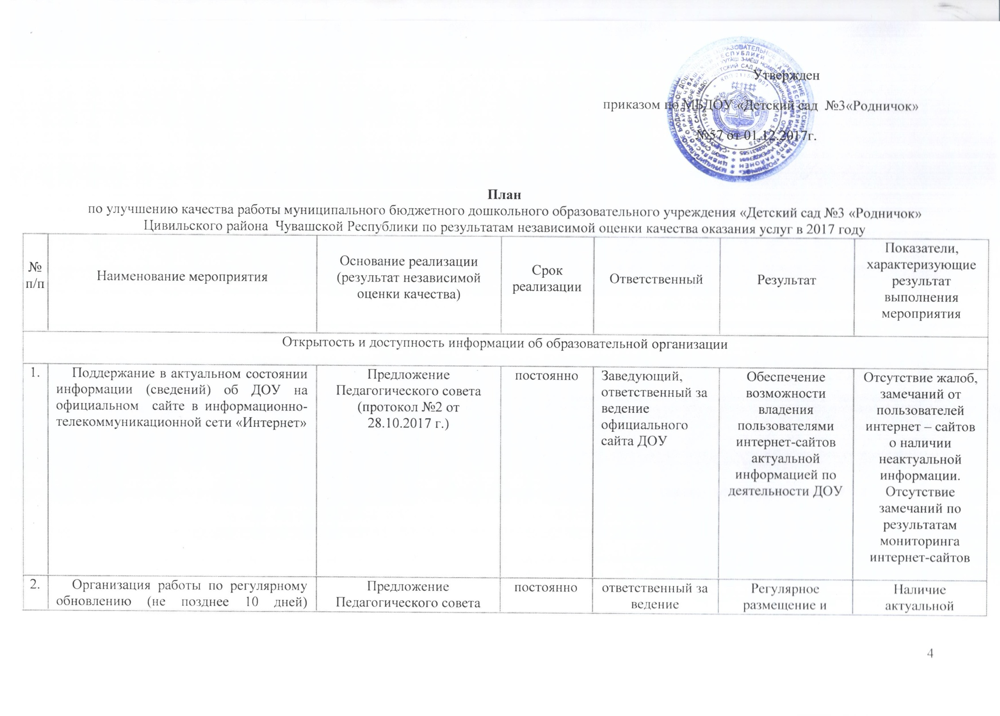 Утвержден
приказом по МБДОУ «Детский сад №3«Родничок»
№57 от 01.12.2017г.
План
по улучшению качества работы муниципального бюджетного дошкольного образовательного учреждения «Детский сад №3 «Родничок»
Цивильского района Чувашской Республики по результатам независимой оценки качества оказания услуг в 2017 году
№
п/п
Наименование мероприятия
Основание реализации
(результат независимой
оценки качества)
Срок
реализации
Ответственный
Результат
Показатели,
характеризующие
результат
выполнения
мероприятия
Открытость и доступность информации об образовательной организации
1.
Поддержание в актуальном состоянии
информации (сведений) об ДОУ на
официальном сайте в информационно-
телекоммуникационной сети «Интернет»
Предложение
Педагогического совета
(протокол №2 от
28.10.2017 г.)
постоянно
Заведующий,
ответственный за
ведение
официального
сайта ДОУ
Обеспечение
возможности
владения
пользователями
интернет-сайтов
актуальной
информацией по
деятельности ДОУ
Отсутствие жалоб,
замечаний от
пользователей
интернет – сайтов
о наличии
неактуальной
информации.
Отсутствие
замечаний по
результатам
мониторинга
интернет-сайтов
2.
Организация работы по регулярному
обновлению (не позднее 10 дней)
Предложение
Педагогического совета
постоянно
ответственный за
ведение
Регулярное
размещение и
Наличие
актуальной
4